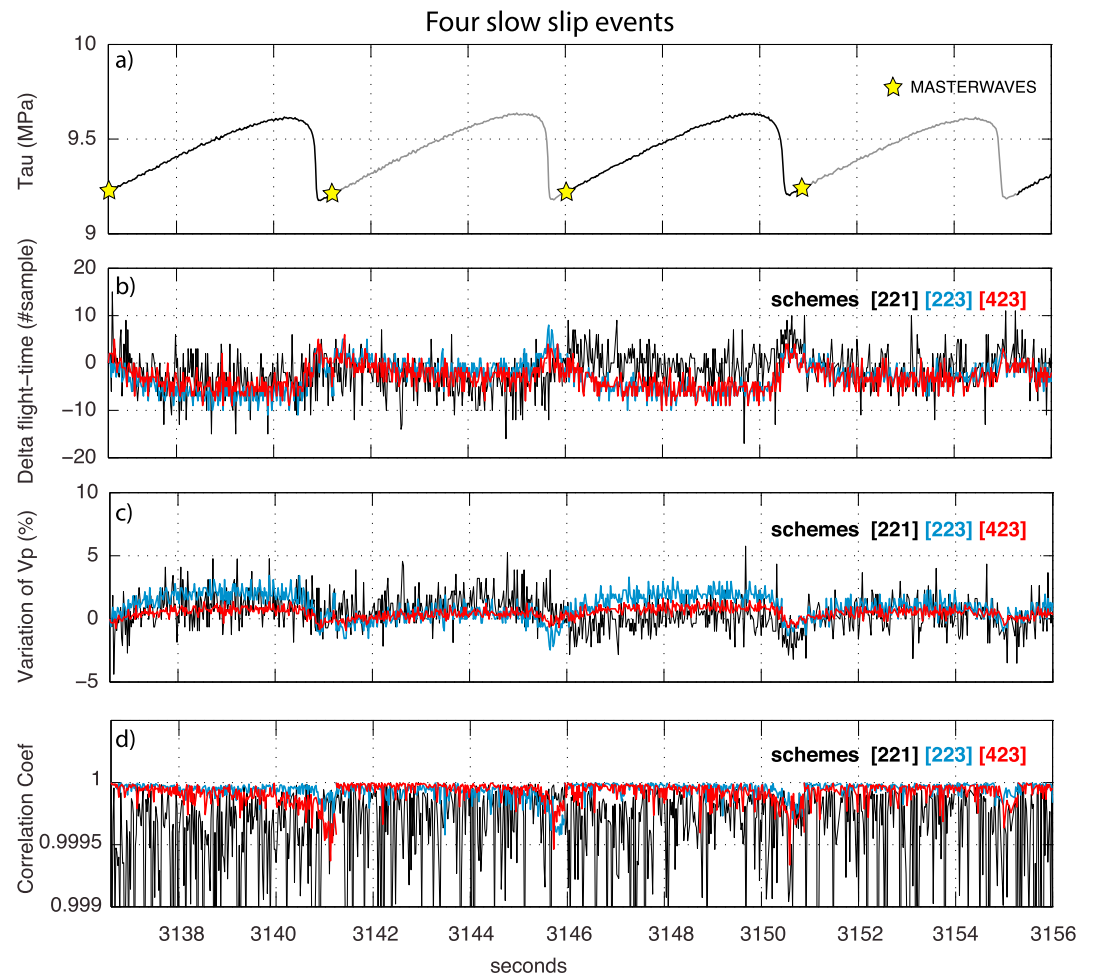 Four slow slip events
a)
MASTERWAVES
Tau (MPa)
10
9.5
9
b)
schemes [221] [223] [423]
Delta flight−time (#sample)
20
10
0
−10
−20
c)
schemes [221] [223] [423]
Variation of Vp (%)
10
5
0
−5
d)
schemes [221] [223] [423]
Correlation Coef
1
0.9995
0.999
3138 3140 3142 3144 3146 3148 3150 3152 3154 3156
seconds